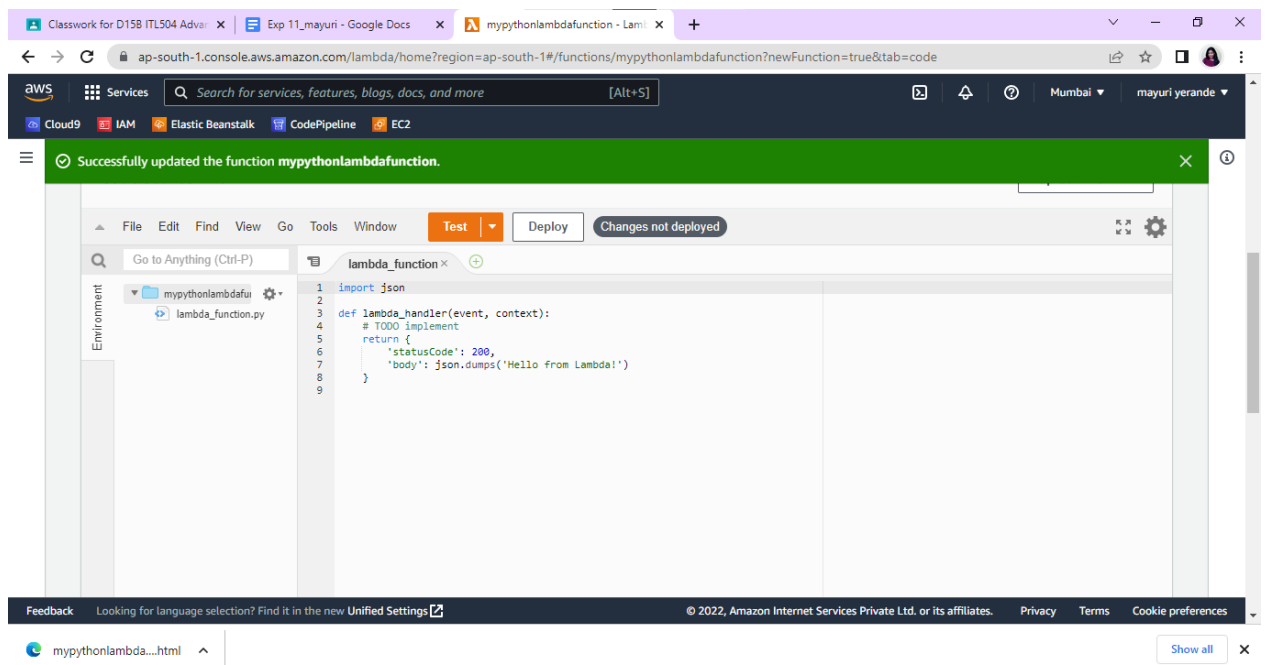 Classwork for D15B ITL504 Advar
Exp 11_mayuri - Google Docs
mypythonlambdafunction - Lam
ap-south-1.console.aws.amazon.com/lambda/home?region=ap-south-1#/functions/mypythonlambdafunction?newFunction=true&tab=code
aws Services Search for services, features, blogs, docs, and more [Alt+S] Mumbai ▼ mayuri yerande ▼
Cloud9 IAM Elastic Beanstalk CodePipeline EC2
Successfully updated the function mypythonlambdafunction.
File Edit Find View Go Tools Window Test Deploy Changes not deployed
Go to Anything (Ctrl-P)
lambda_function ×
Environment
mypythonlambdafu
lambda_function.py
1 import json
2
3 def lambda_handler(event, context):
4 # TODO implement
5 return {
6 'statusCode': 200,
7 'body': json.dumps('Hello from Lambda!')
8 }
9
Feedback Looking for language selection? Find it in the new Unified Settings © 2022, Amazon Internet Services Private Ltd. or its affiliates. Privacy Terms Cookie preferences
mypythonlambda....html Show all